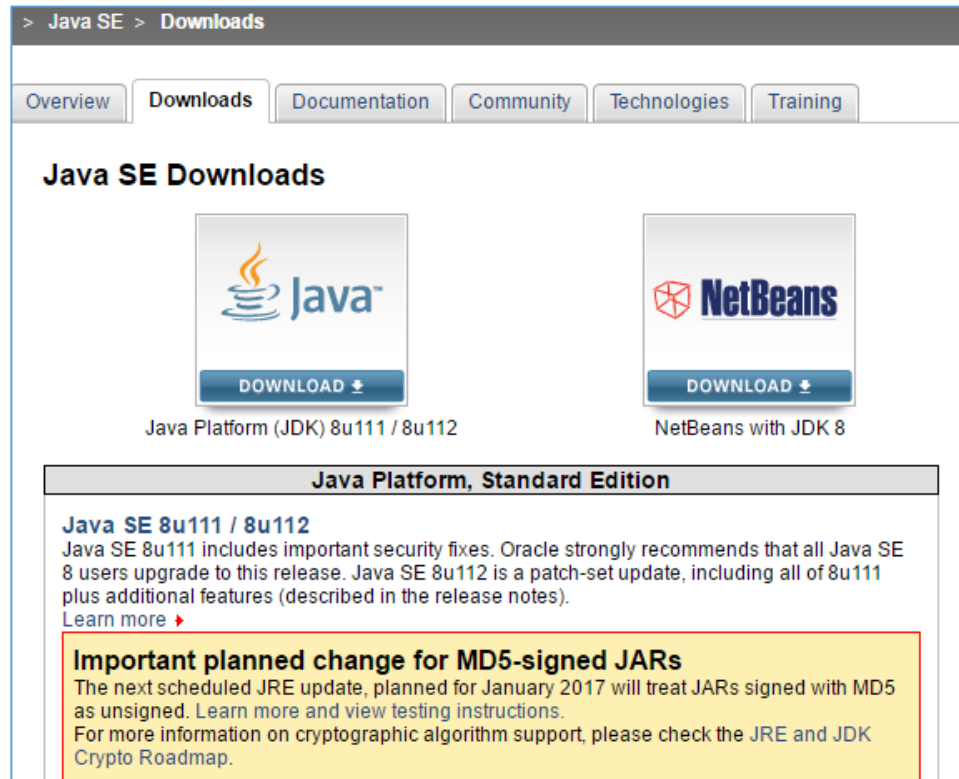 > Java SE > Downloads
Overview Downloads Documentation Community Technologies Training
Java SE Downloads
Java™ NetBeans
DOWNLOAD DOWNLOAD
Java Platform (JDK) 8u111 / 8u112 NetBeans with JDK 8
Java Platform, Standard Edition
Java SE 8u111 / 8u112
Java SE 8u111 includes important security fixes. Oracle strongly recommends that all Java SE
8 users upgrade to this release. Java SE 8u112 is a patch-set update, including all of 8u111
plus additional features (described in the release notes).
Learn more
Important planned change for MD5-signed JARs
The next scheduled JRE update, planned for January 2017 will treat JARs signed with MD5
as unsigned. Learn more and view testing instructions.
For more information on cryptographic algorithm support, please check the JRE and JDK
Crypto Roadmap.